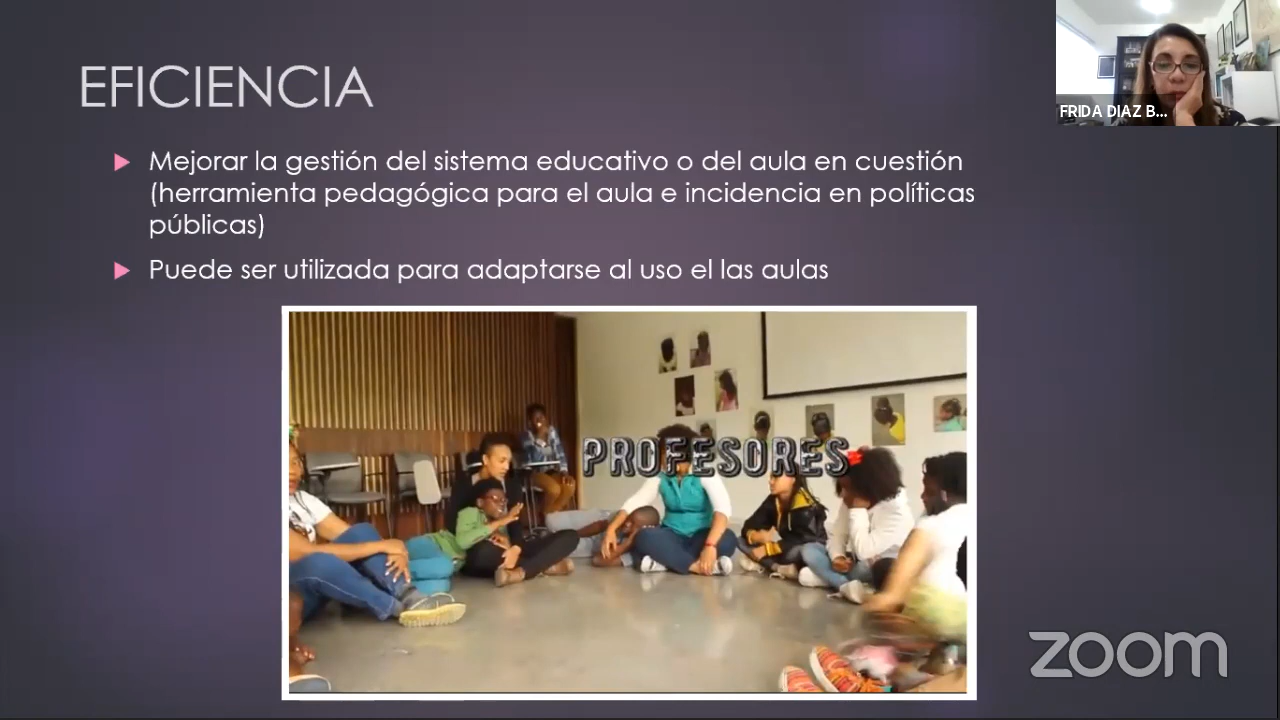 EFICIENCIA
Mejorar la gestión del sistema educativo o del aula en cuestión
(herramienta pedagógica para el aula e incidencia en políticas
públicas)
Puede ser utilizada para adaptarse al uso el las aulas
PROFESORES
FRIDA DIAZ B...
zoom